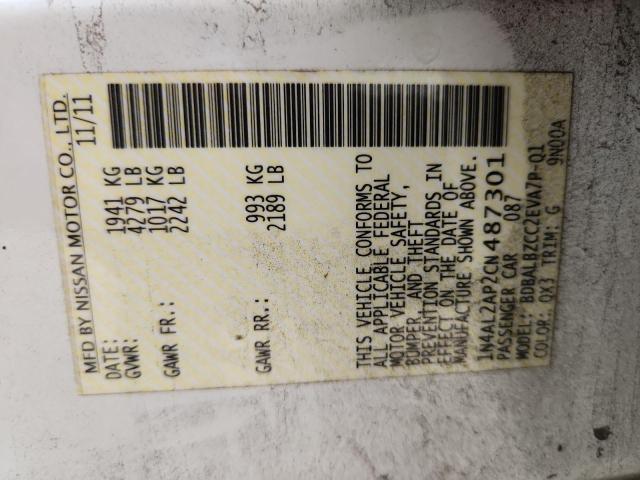 MFD BY NISSAN MOTOR CO., LTD.
DATE: 11/11
GVWR: 1941 KG
4279 LB
GAWR FR.: 1017 KG
2242 LB
GAWR RR.: 993 KG
2189 LB
THIS VEHICLE CONFORMS TO
ALL APPLICABLE FEDERAL
MOTOR VEHICLE SAFETY,
BUMPER, AND THEFT
PREVENTION STANDARDS IN
EFFECT ON THE DATE OF
MANUFACTURE SHOWN ABOVE.
1N4AL2AP2CN487301
PASSENGER CAR 087
MODEL: BDBALBZCC2EVA7P-Q1
COLOR: QX3 TRIM: G 9N00A